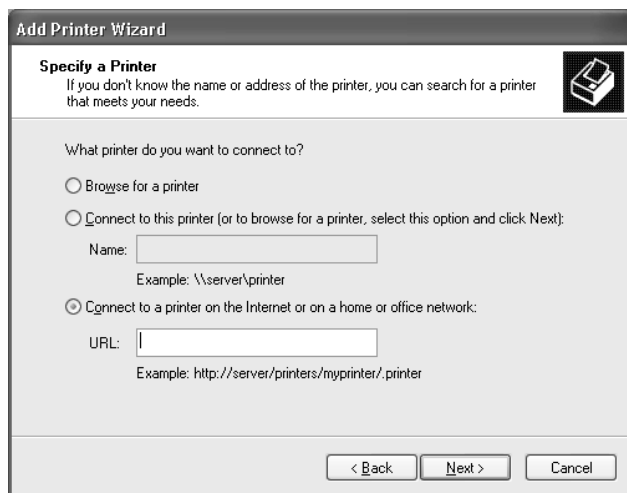 Add Printer Wizard
Specify a Printer
If you don't know the name or address of the printer, you can search for a printer
that meets your needs.
What printer do you want to connect to?
Browse for a printer
Connect to this printer (or to browse for a printer, select this option and click Next):
Name:
Example: \\server\printer
Connect to a printer on the Internet or on a home or office network:
URL:
Example: http://server/printers/myprinter/.printer
< Back Next > Cancel